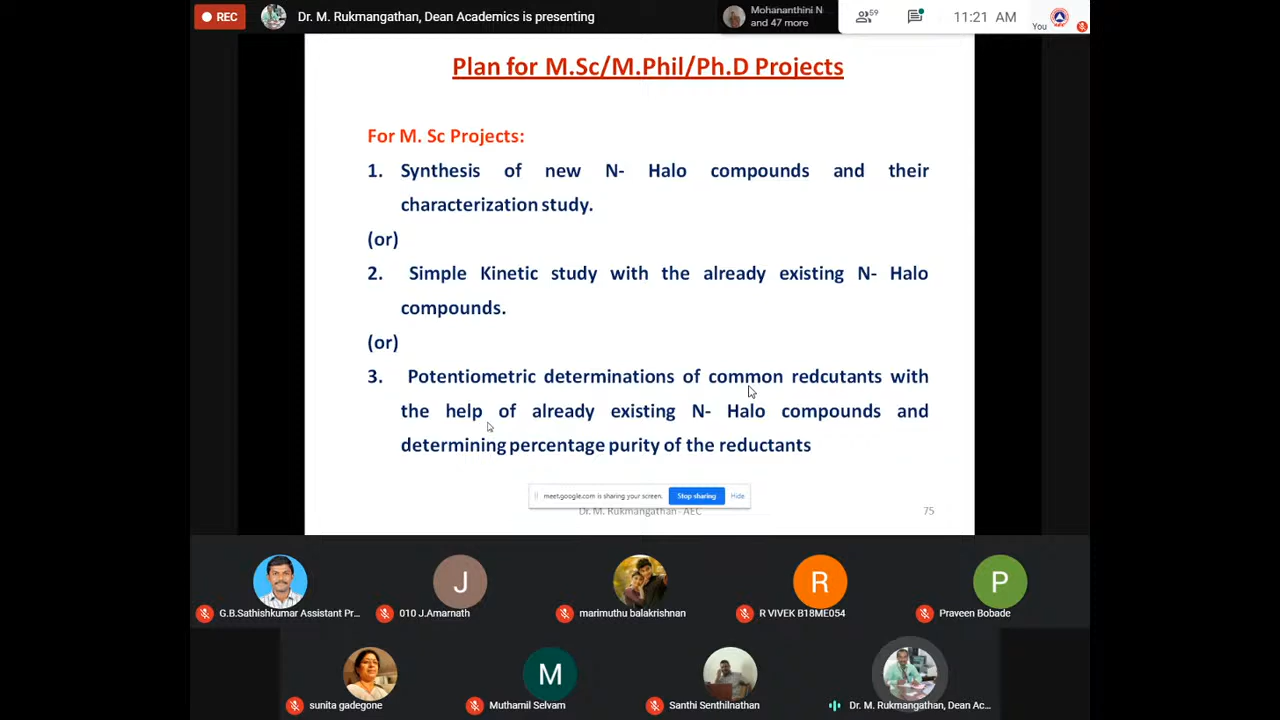 REC
Dr. M. Rukmangathan, Dean Academics is presenting
Mohananthini N
and 47 more
59
11:21 AM
You
Plan for M.Sc/M.Phil/Ph.D Projects
For M. Sc Projects:
1. Synthesis of new N- Halo compounds and their
characterization study.
(or)
2. Simple Kinetic study with the already existing N- Halo
compounds.
(or)
3. Potentiometric determinations of common redcutants with
the help of already existing N- Halo compounds and
determining percentage purity of the reductants
meet.google.com is sharing your screen. Stop sharing Hide
Dr. M. Rukmangathan - AEC 75
G.B.Sathishkumar Assistant Pr...
010 J.Amarnath
marimuthu balakrishnan
R VIVEK B18ME054
Praveen Bobade
J
R
P
M
sunita gadegone
Muthamil Selvam
Santhi Senthilnathan
Dr. M. Rukmangathan, Dean Ac...